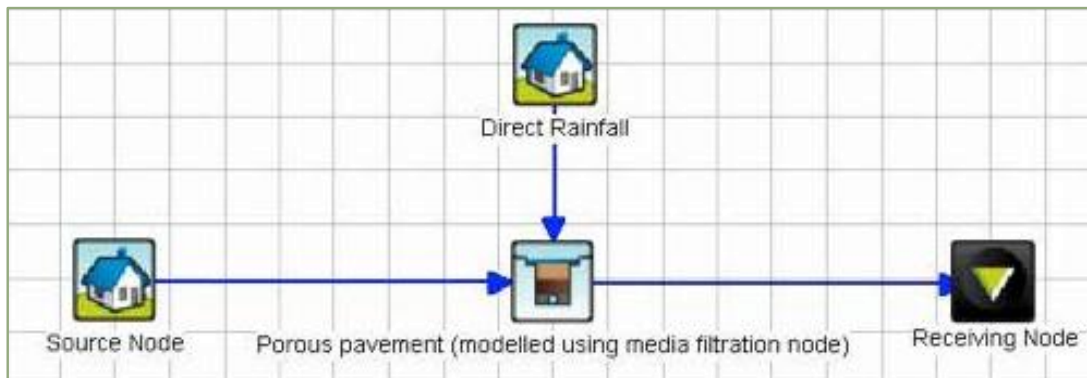 Direct Rainfall
Source Node
Porous pavement (modelled using media filtration node)
Receiving Node